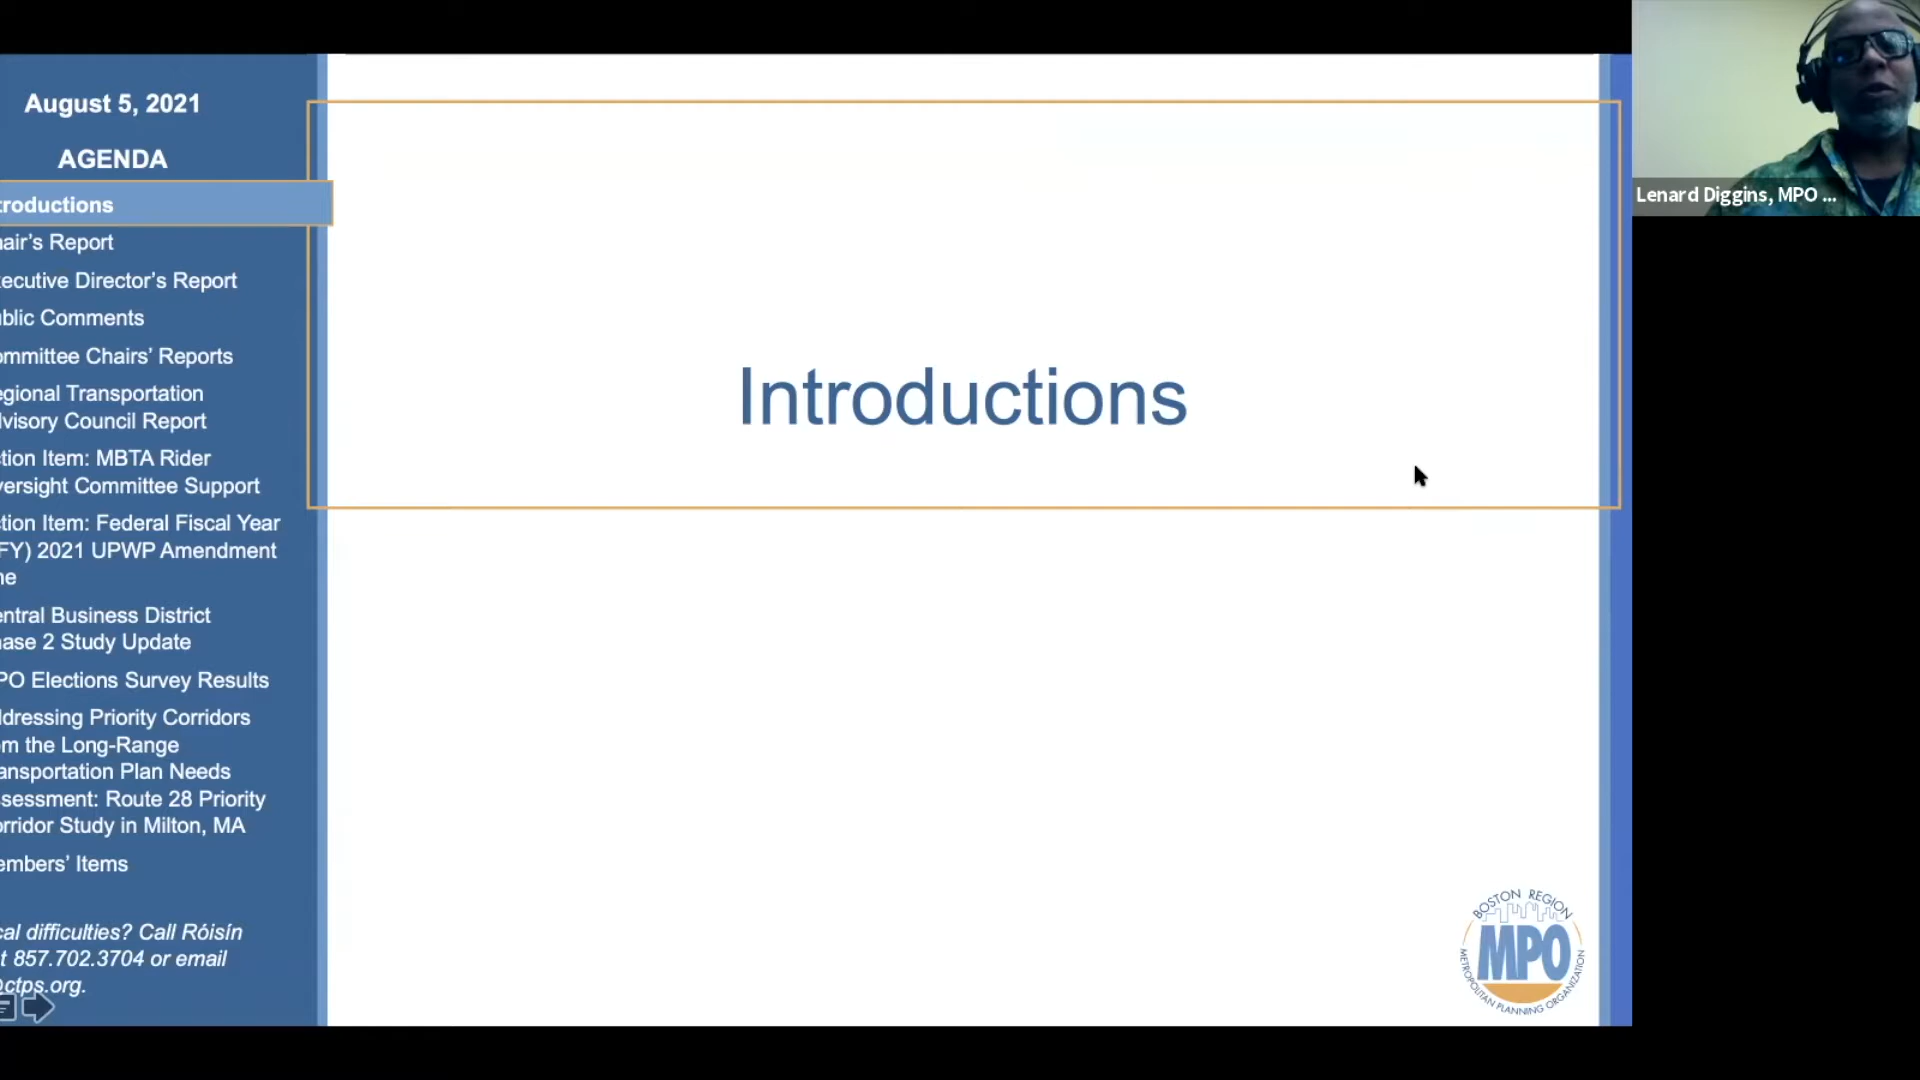 August 5, 2021
AGENDA
troductions
air's Report
ecutive Director's Report
blic Comments
ommittee Chairs' Reports
egional Transportation
visory Council Report
tion Item: MBTA Rider
versight Committee Support
tion Item: Federal Fiscal Year
FY) 2021 UPWP Amendment
ne
entral Business District
ase 2 Study Update
PO Elections Survey Results
dressing Priority Corridors
om the Long-Range
ansportation Plan Needs
ssessment: Route 28 Priority
orridor Study in Milton, MA
embers' Items
cal difficulties? Call Róisín
t 857.702.3704 or email
@ctps.org.
Introductions
BOSTON REGION
MPO
METROPOLITAN PLANNING ORGANIZATION
Lenard Diggins, MPO ...